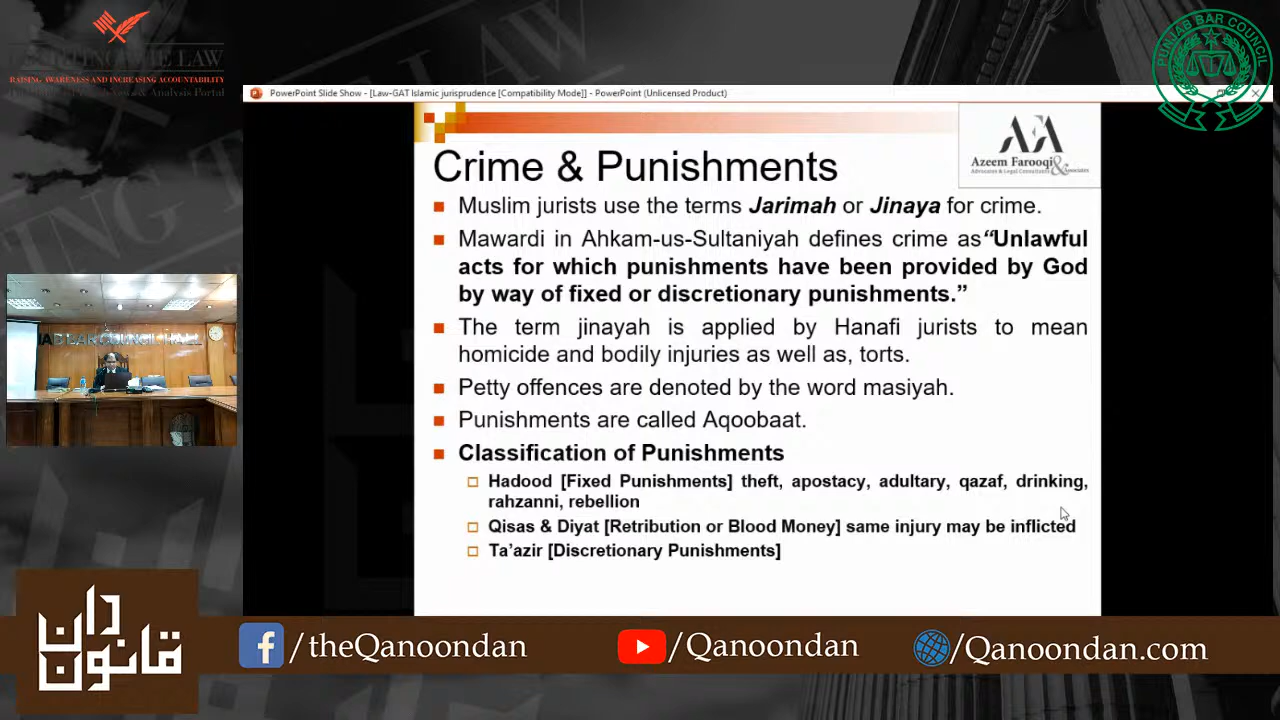 RAISING AWARENESS AND INCREASING ACCOUNTABILITY
PUNJAB BAR COUNCIL
PowerPoint Slide Show - [Law-GAT Islamic jurisprudence [Compatibility Mode]] - PowerPoint (Unlicensed Product)
Azeem Farooqi & Associates
Advocates & Legal Consultants
Crime & Punishments
Muslim jurists use the terms Jarimah or Jinaya for crime.
Mawardi in Ahkam-us-Sultaniyah defines crime as“Unlawful
acts for which punishments have been provided by God
by way of fixed or discretionary punishments.”
The term jinayah is applied by Hanafi jurists to mean
homicide and bodily injuries as well as, torts.
Petty offences are denoted by the word masiyah.
Punishments are called Aqoobaat.
Classification of Punishments
Hadood [Fixed Punishments] theft, apostacy, adultary, qazaf, drinking,
rahzanni, rebellion
Qisas & Diyat [Retribution or Blood Money] same injury may be inflicted
Ta’azir [Discretionary Punishments]
قانون دان
/theQanoondan
/Qanoondan
/Qanoondan.com